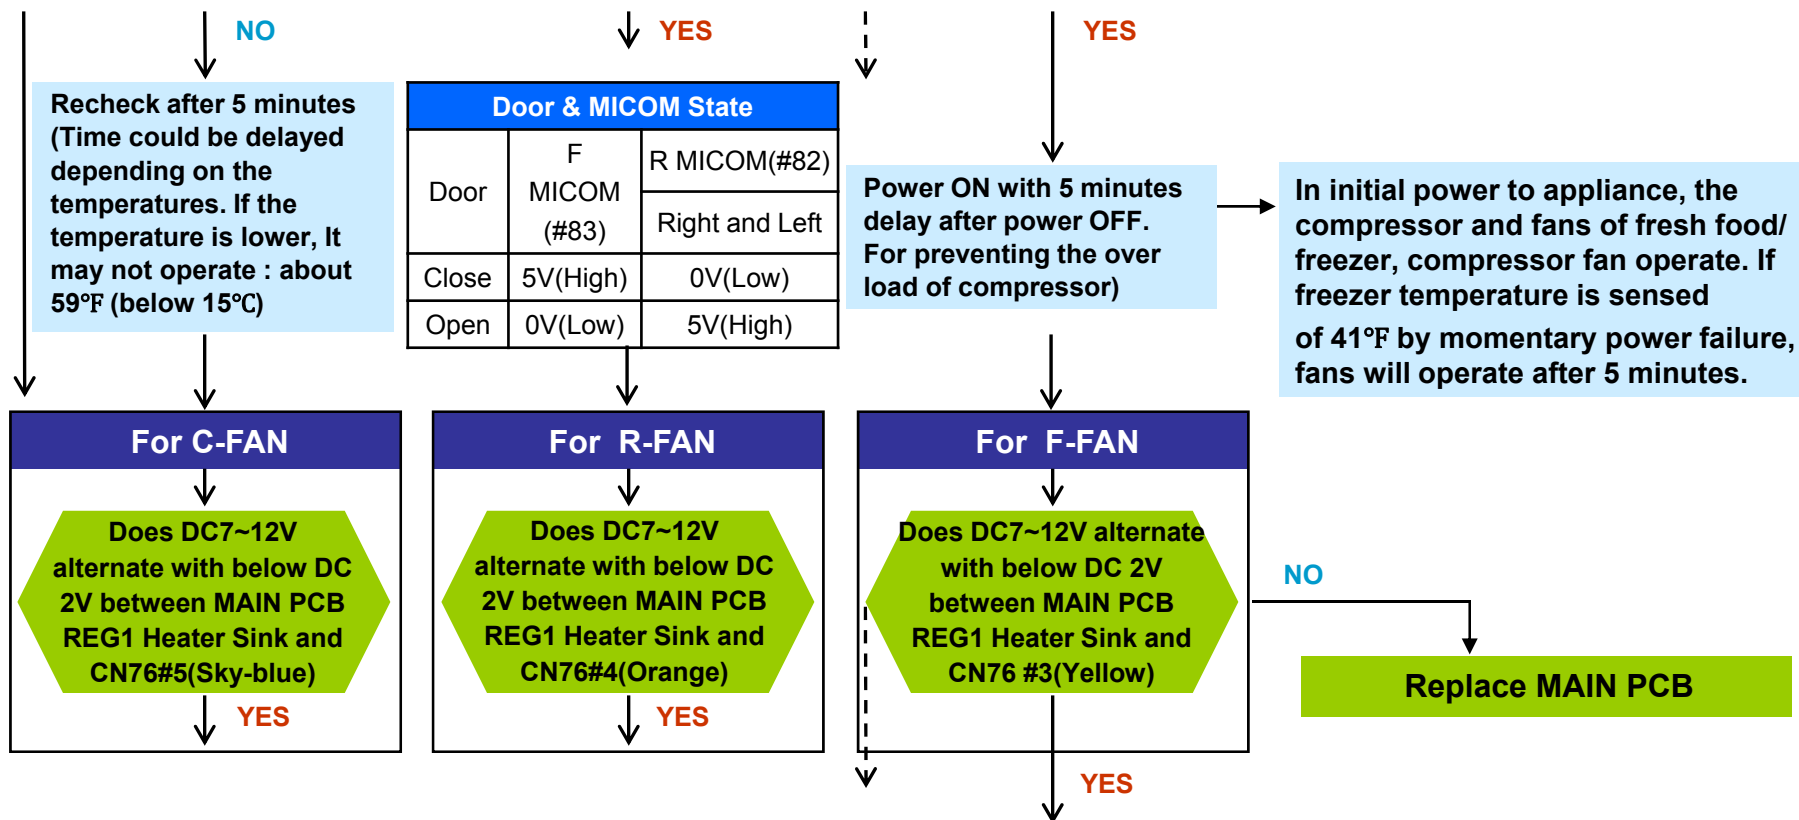 NO
YES
YES
Recheck after 5 minutes
(Time could be delayed
depending on the
temperatures. If the
temperature is lower, It
may not operate : about
59℉ (below 15℃)
Door & MICOM State
Door
F
MICOM
(#83)
R MICOM(#82)
Right and Left
Close
5V(High)
0V(Low)
Open
0V(Low)
5V(High)
Power ON with 5 minutes
delay after power OFF.
For preventing the over
load of compressor)
In initial power to appliance, the
compressor and fans of fresh food/
freezer, compressor fan operate. If
freezer temperature is sensed
of 41℉ by momentary power failure,
fans will operate after 5 minutes.
For C-FAN
Does DC7~12V
alternate with below DC
2V between MAIN PCB
REG1 Heater Sink and
CN76#5(Sky-blue)
YES
For R-FAN
Does DC7~12V
alternate with below DC
2V between MAIN PCB
REG1 Heater Sink and
CN76#4(Orange)
YES
For F-FAN
Does DC7~12V alternate
with below DC 2V
between MAIN PCB
REG1 Heater Sink and
CN76 #3(Yellow)
YES
NO
Replace MAIN PCB